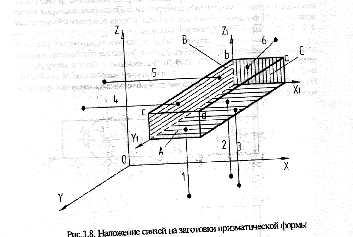 Z
Z₁
B
b
6
c
C
5
4
X₁
c
a
Y₁
A
O
1
2
3
X
Y
Рис.3.8. Наложение связей на заготовки призматической формы